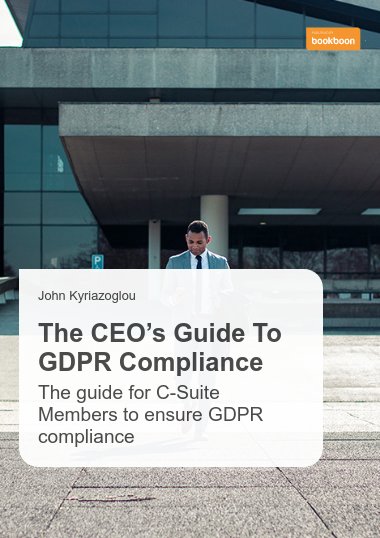 bookboon
John Kyriazoglou
The CEO's Guide To
GDPR Compliance
The guide for C-Suite
Members to ensure GDPR
compliance
P